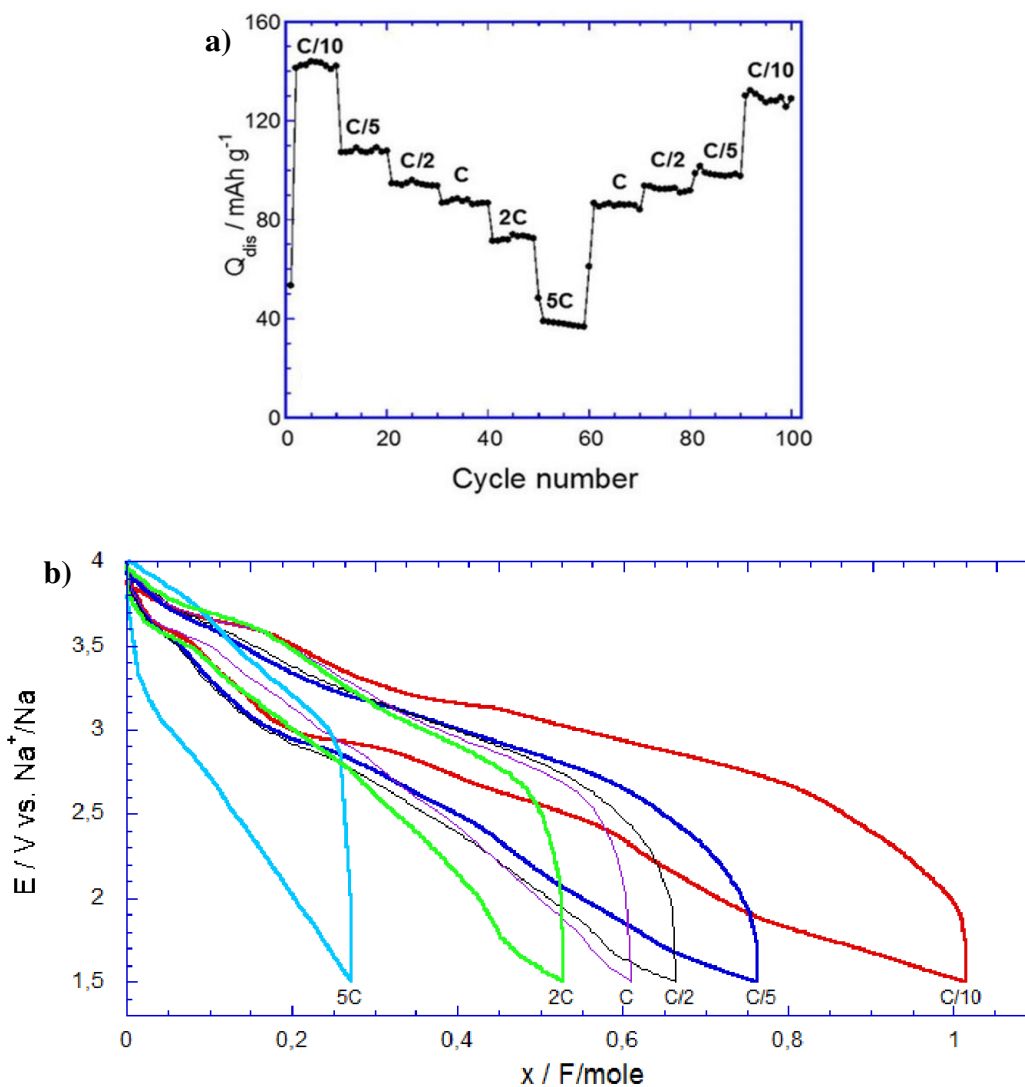 a)
160
120
80
40
0
Q_dis / mAh g⁻¹
C/10
C/5
C/2
C
2C
5C
C
C/2
C/5
C/10
0 20 40 60 80 100
Cycle number
b)
4
3,5
3
2,5
2
1,5
E / V vs. Na⁺/Na
5C 2C C C/2 C/5 C/10
0 0,2 0,4 0,6 0,8 1
x / F/mole